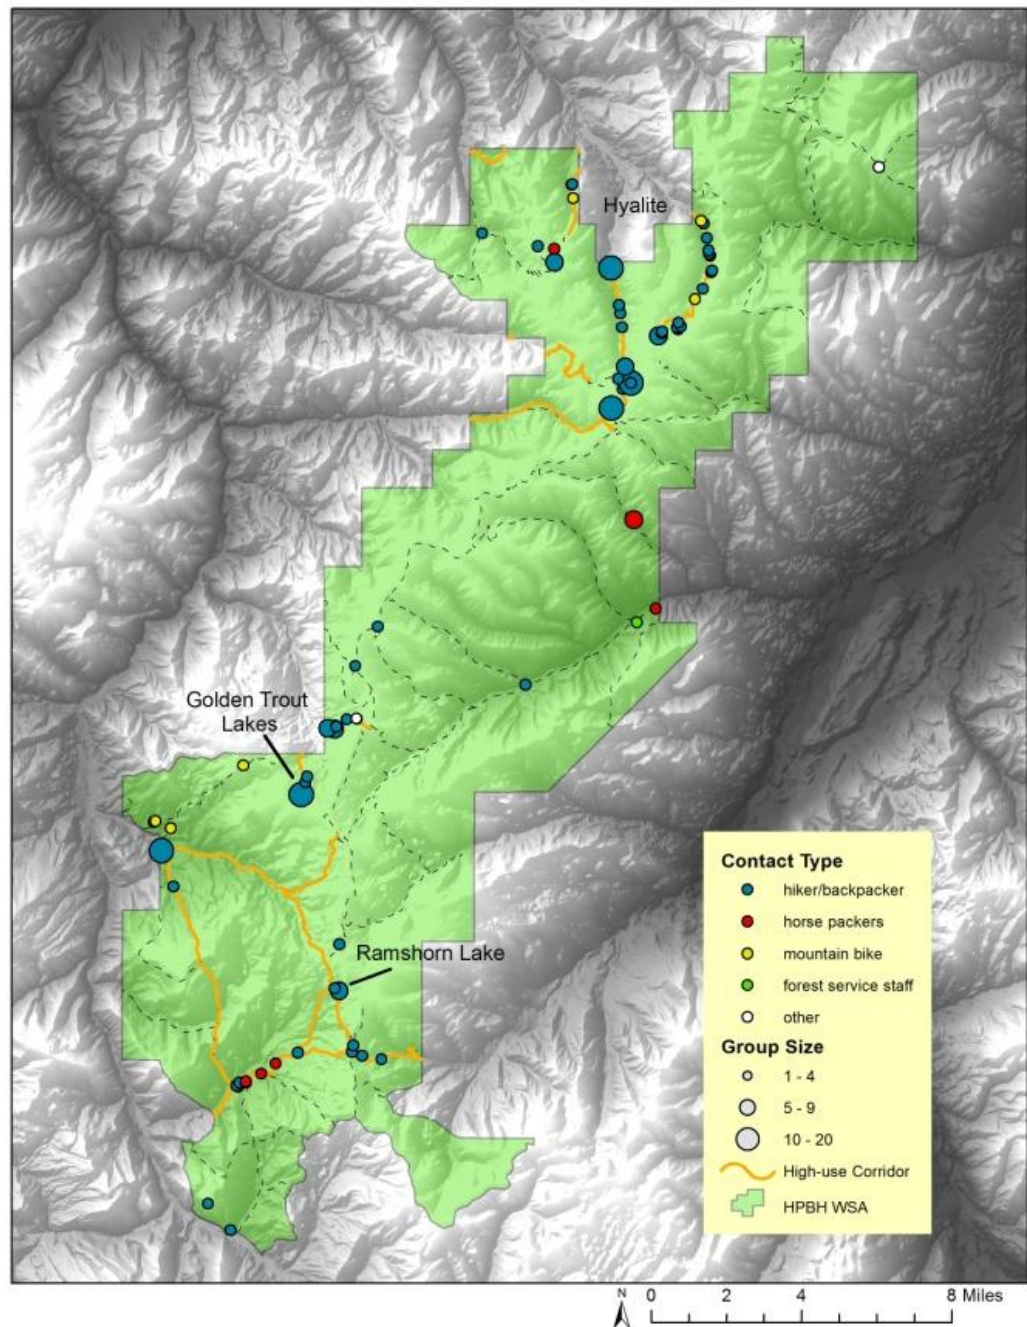 Hyalite
Golden Trout
Lakes
Ramshorn Lake
Contact Type
hiker/backpacker
horse packers
mountain bike
forest service staff
other
Group Size
1 - 4
5 - 9
10 - 20
High-use Corridor
HPBH WSA
N 0 2 4 8 Miles